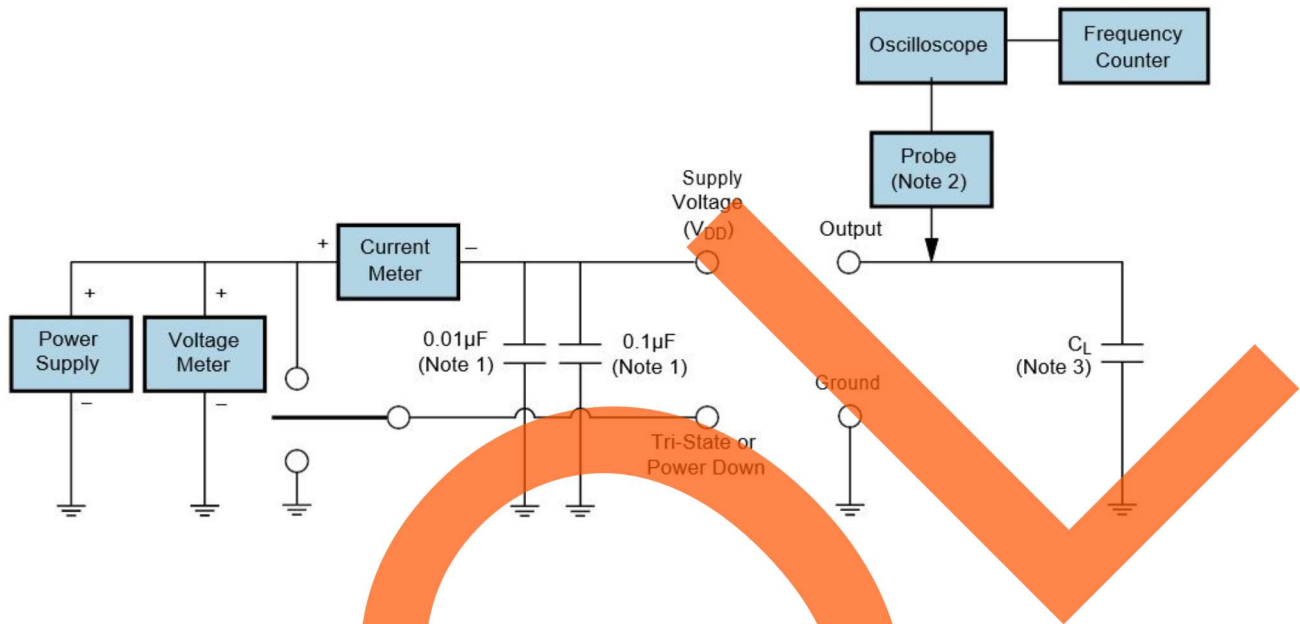 Oscilloscope
Frequency
Counter
Probe
(Note 2)
Supply
Voltage
(VDD)
Output
+
Current
Meter
–
+
+
Power
Supply
Voltage
Meter
0.01µF
(Note 1)
0.1µF
(Note 1)
CL
(Note 3)
–
–
Ground
Tri-State or
Power Down